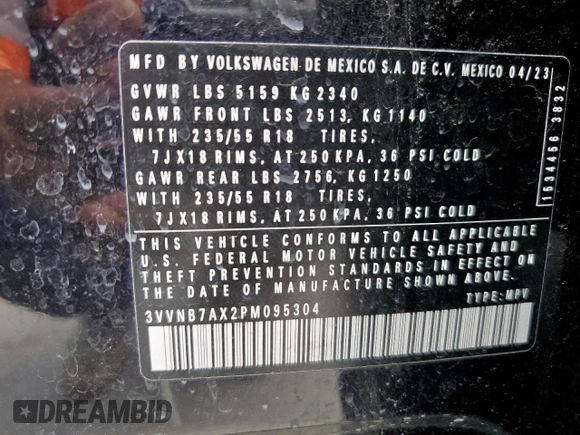 MFD BY VOLKSWAGEN DE MEXICO S.A. DE C.V. MEXICO 04/23
GVWR LBS 5159 KG 2340
GAWR FRONT LBS 2513, KG 1140
WITH 235/55 R18 TIRES,
7JX18 RIMS, AT 250 KPA, 36 PSI COLD
GAWR REAR LBS 2756, KG 1250
WITH 235/55 R18 TIRES,
7JX18 RIMS, AT 250 KPA, 36 PSI COLD
THIS VEHICLE CONFORMS TO ALL APPLICABLE
U.S. FEDERAL MOTOR VEHICLE SAFETY AND
THEFT PREVENTION STANDARDS IN EFFECT ON
THE DATE OF MANUFACTURE SHOWN ABOVE.
3VVNB7AX2PM095304 TYPE: MPV
1534456 3832
DREAMBID